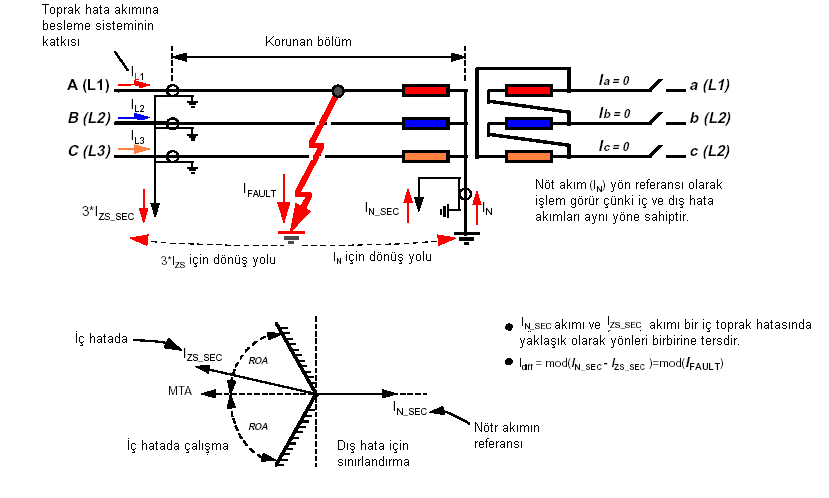 Toprak hata akımına
besleme sisteminin
katkısı
Korunan bölüm
I_L1
A (L1)
I_L2
B (L2)
I_L3
C (L3)
I_a = 0
a (L1)
I_b = 0
b (L2)
I_c = 0
c (L2)
3*I_ZS_SEC
I_FAULT
I_N_SEC
I_N
Nöt akım (I_N) yön referansı olarak
işlem görür çünki iç ve dış hata
akımları aynı yöne sahiptir.
3*I_ZS için dönüş yolu
I_N için dönüş yolu
İç hatada
I_ZS_SEC
ROA
MTA
ROA
I_N_SEC
İç hatada çalışma
Dış hata için
sınırlandırma
Nötr akımın
referansı
● I_N_SEC akımı ve I_ZS_SEC akımı bir iç toprak hatasında
yaklaşık olarak yönleri birbirine tersdir.
● I_diff = mod(I_N_SEC - I_ZS_SEC )=mod(I_FAULT)